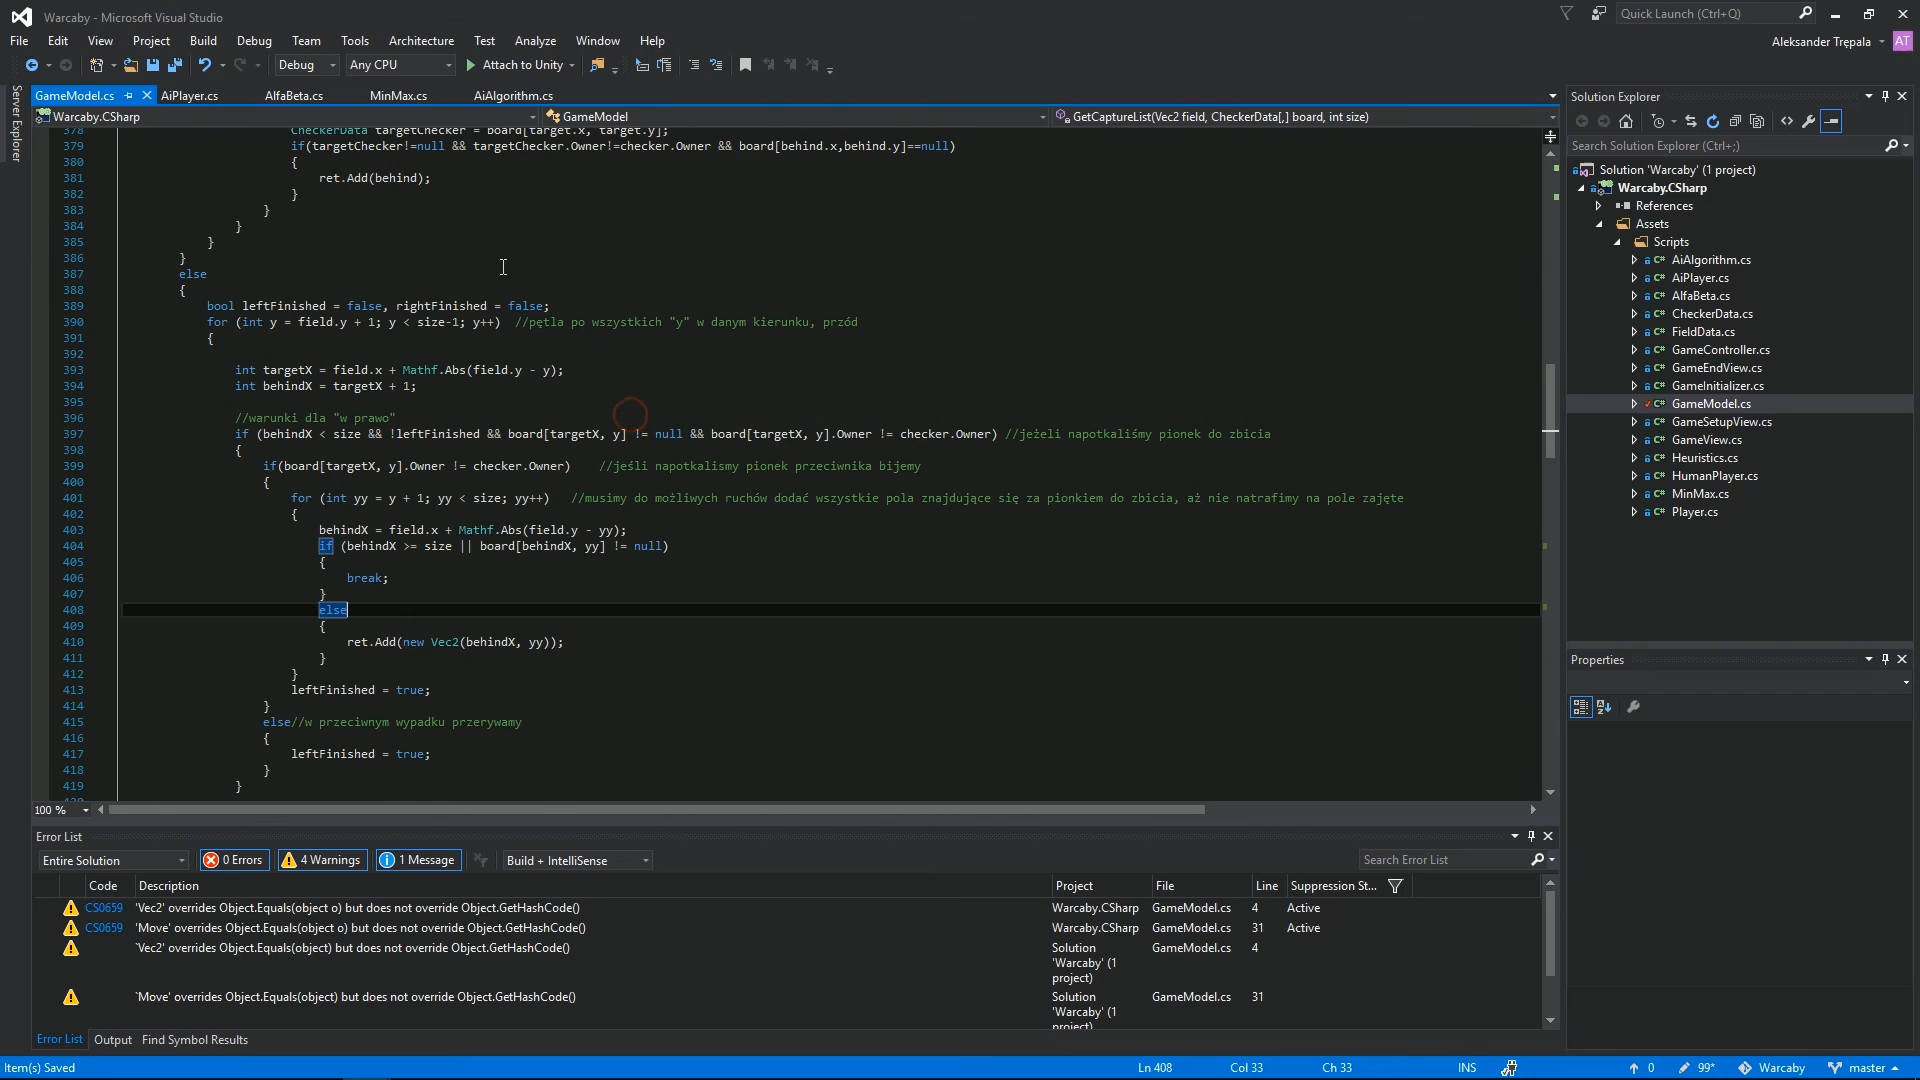 Warcaby - Microsoft Visual Studio
Quick Launch (Ctrl+Q)
File Edit View Project Build Debug Team Tools Architecture Test Analyze Window Help
Aleksander Trępala AT
Debug Any CPU Attach to Unity
Server Explorer
GameModel.cs AiPlayer.cs AlfaBeta.cs MinMax.cs AiAlgorithm.cs
Warcaby.CSharp GameModel GetCaptureList(Vec2 field, CheckerData[,] board, int size)
378 CheckerData targetChecker = board[target.x, target.y];
379 if(targetChecker!=null && targetChecker.Owner!=checker.Owner && board[behind.x,behind.y]==null)
380 {
381 ret.Add(behind);
382 }
383 }
384 }
385 }
386 }
387 else
388 {
389 bool leftFinished = false, rightFinished = false;
390 for (int y = field.y + 1; y < size-1; y++) //pętla po wszystkich "y" w danym kierunku, przód
391 {
392
393 int targetX = field.x + Mathf.Abs(field.y - y);
394 int behindX = targetX + 1;
395
396 //warunki dla "w prawo"
397 if (behindX < size && !leftFinished && board[targetX, y] != null && board[targetX, y].Owner != checker.Owner) //jeżeli napotkaliśmy pionek do zbicia
398 {
399 if(board[targetX, y].Owner != checker.Owner) //jeśli napotkalismy pionek przeciwnika bijemy
400 {
401 for (int yy = y + 1; yy < size; yy++) //musimy do możliwych ruchów dodać wszystkie pola znajdujące się za pionkiem do zbicia, aż nie natrafimy na pole zajęte
402 {
403 behindX = field.x + Mathf.Abs(field.y - yy);
404 if (behindX >= size || board[behindX, yy] != null)
405 {
406 break;
407 }
408 else
409 {
410 ret.Add(new Vec2(behindX, yy));
411 }
412 }
413 leftFinished = true;
414 }
415 else//w przeciwnym wypadku przerywamy
416 {
417 leftFinished = true;
418 }
419 }
100 %
Solution Explorer
Search Solution Explorer (Ctrl+;)
Solution 'Warcaby' (1 project)
Warcaby.CSharp
References
Assets
Scripts
AiAlgorithm.cs
AiPlayer.cs
AlfaBeta.cs
CheckerData.cs
FieldData.cs
GameController.cs
GameEndView.cs
GameInitializer.cs
GameModel.cs
GameSetupView.cs
GameView.cs
Heuristics.cs
HumanPlayer.cs
MinMax.cs
Player.cs
Properties
Error List
Entire Solution 0 Errors 4 Warnings 1 Message Build + IntelliSense Search Error List
Code Description Project File Line Suppression St...
CS0659 'Vec2' overrides Object.Equals(object o) but does not override Object.GetHashCode() Warcaby.CSharp GameModel.cs 4 Active
CS0659 'Move' overrides Object.Equals(object o) but does not override Object.GetHashCode() Warcaby.CSharp GameModel.cs 31 Active
`Vec2' overrides Object.Equals(object) but does not override Object.GetHashCode() Solution 'Warcaby' (1 project) GameModel.cs 4
`Move' overrides Object.Equals(object) but does not override Object.GetHashCode() Solution 'Warcaby' (1 project) GameModel.cs 31
Error List Output Find Symbol Results
Item(s) Saved Ln 408 Col 33 Ch 33 INS 0 99* Warcaby master